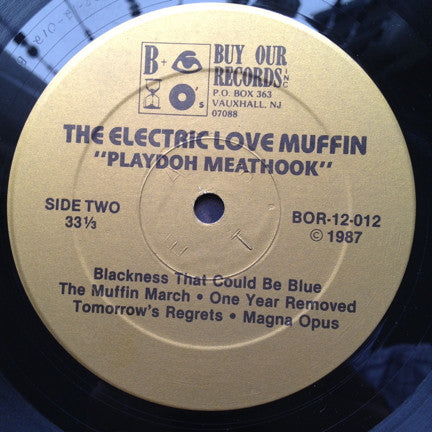 B + 's
BUY OUR
RECORDS INC
P.O. BOX 363
VAUXHALL, NJ
07088
THE ELECTRIC LOVE MUFFIN
"PLAYDOH MEATHOOK"
SIDE TWO
33⅓
BOR-12-012
© 1987
Blackness That Could Be Blue
The Muffin March • One Year Removed
Tomorrow's Regrets • Magna Opus